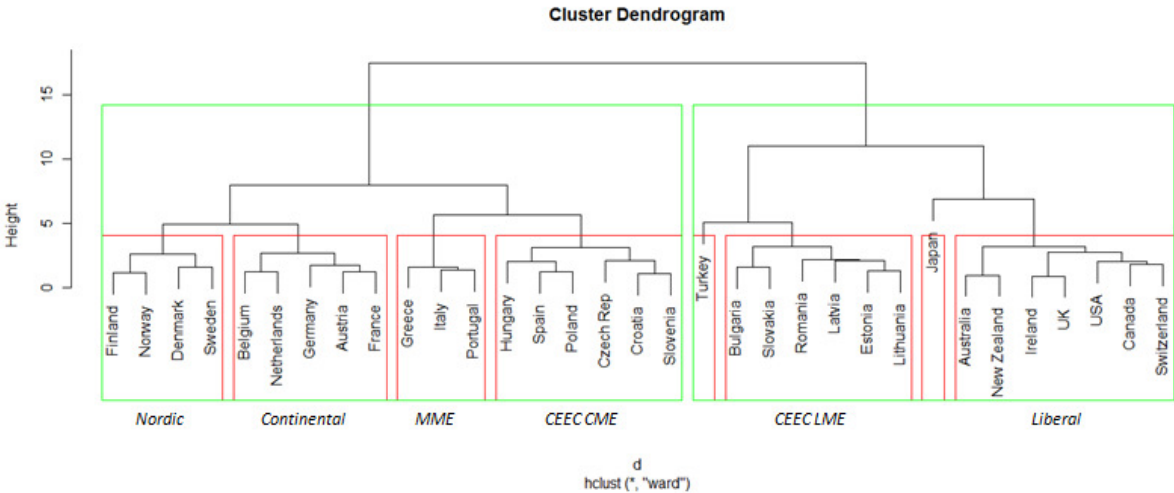 Cluster Dendrogram
Height
15
10
5
0
Finland
Norway
Denmark
Sweden
Belgium
Netherlands
Germany
Austria
France
Greece
Italy
Portugal
Hungary
Spain
Poland
Czech Rep
Croatia
Slovenia
Turkey
Bulgaria
Slovakia
Romania
Latvia
Estonia
Lithuania
Japan
Australia
New Zealand
Ireland
UK
USA
Canada
Switzerland
Nordic Continental MME CEEC CME CEEC LME Liberal
d
hclust (*, "ward")